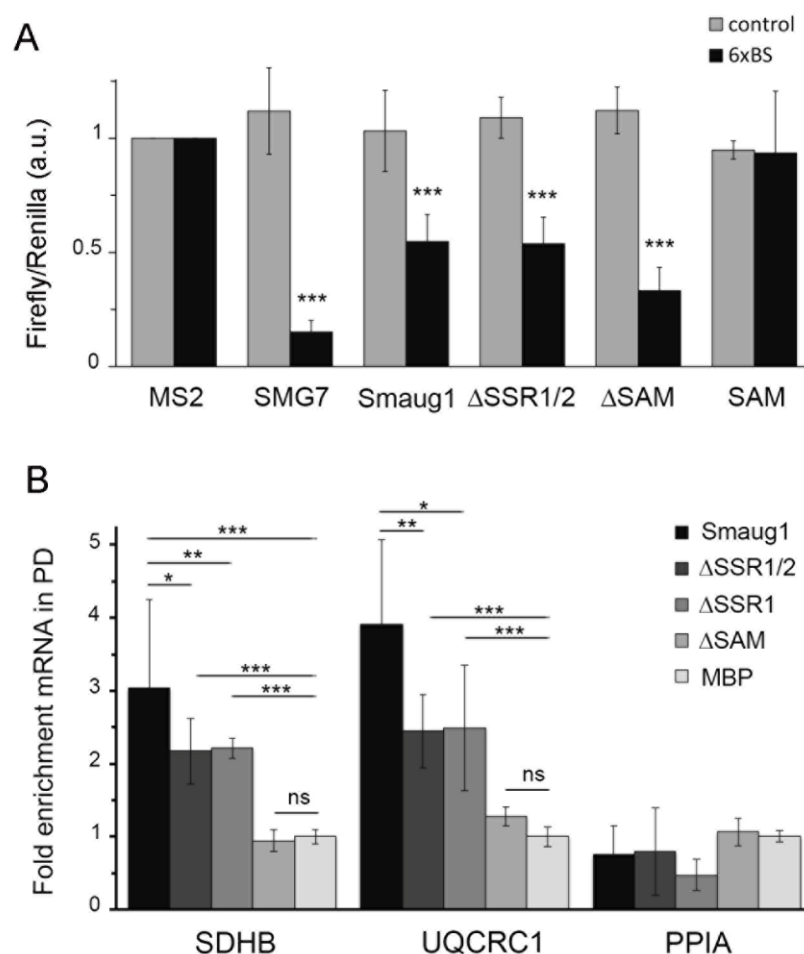 A
control
6xBS
Firefly/Renilla (a.u.)
1
0.5
0
***
***
***
***
MS2 SMG7 Smaug1 ΔSSR1/2 ΔSAM SAM
B
Fold enrichment mRNA in PD
5
4
3
2
1
0
***
**
*
***
***
ns
*
**
***
***
ns
Smaug1
ΔSSR1/2
ΔSSR1
ΔSAM
MBP
SDHB UQCRC1 PPIA